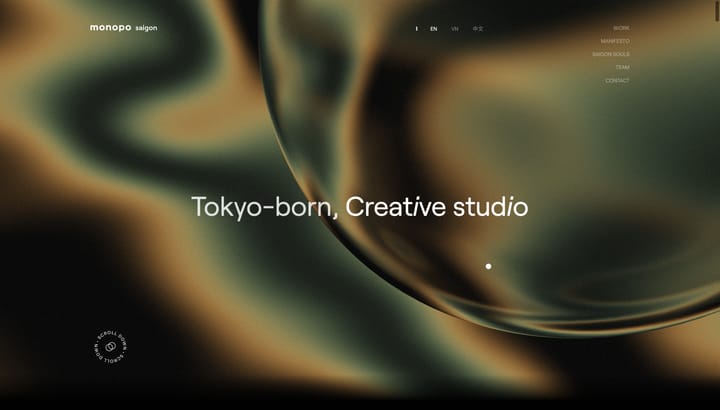 monopo saigon
EN VN 中文
WORK
MANIFESTO
SAIGON SOULS
TEAM
CONTACT
Tokyo-born, Creative studio
SCROLL DOWN • SCROLL DOWN •